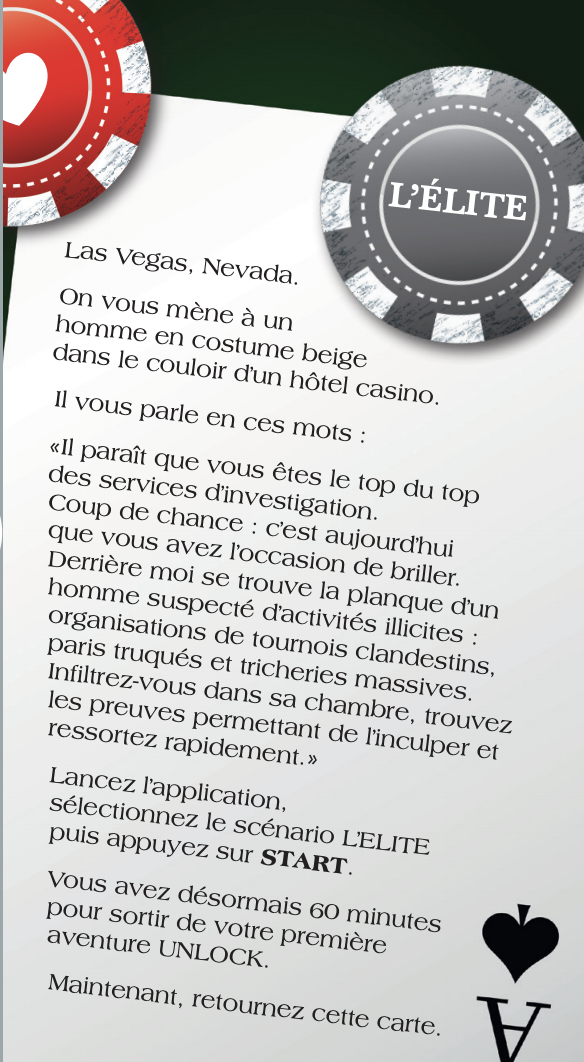 L'ÉLITE
Las Vegas, Nevada.
On vous mène à un
homme en costume beige
dans le couloir d'un hôtel casino.
Il vous parle en ces mots :
«Il paraît que vous êtes le top du top
des services d'investigation.
Coup de chance : c'est aujourd'hui
que vous avez l'occasion de briller.
Derrière moi se trouve la planque d'un
homme suspecté d'activités illicites :
organisations de tournois clandestins,
paris truqués et tricheries massives.
Infiltrez-vous dans sa chambre, trouvez
les preuves permettant de l'inculper et
ressortez rapidement.»
Lancez l'application,
sélectionnez le scénario L'ELITE
puis appuyez sur START.
Vous avez désormais 60 minutes
pour sortir de votre première
aventure UNLOCK.
Maintenant, retournez cette carte.
A